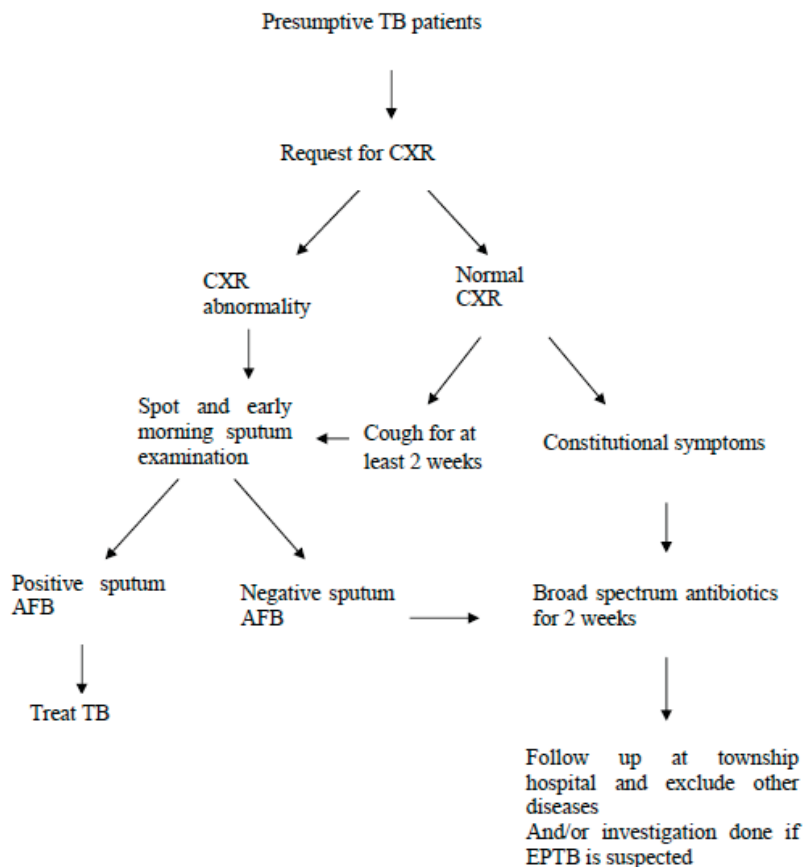 Presumptive TB patients
Request for CXR
CXR
abnormality
Normal
CXR
Spot and early
morning sputum
examination
Cough for at
least 2 weeks
Constitutional symptoms
Positive sputum
AFB
Negative sputum
AFB
Broad spectrum antibiotics
for 2 weeks
Treat TB
Follow up at township
hospital and exclude other
diseases
And/or investigation done if
EPTB is suspected